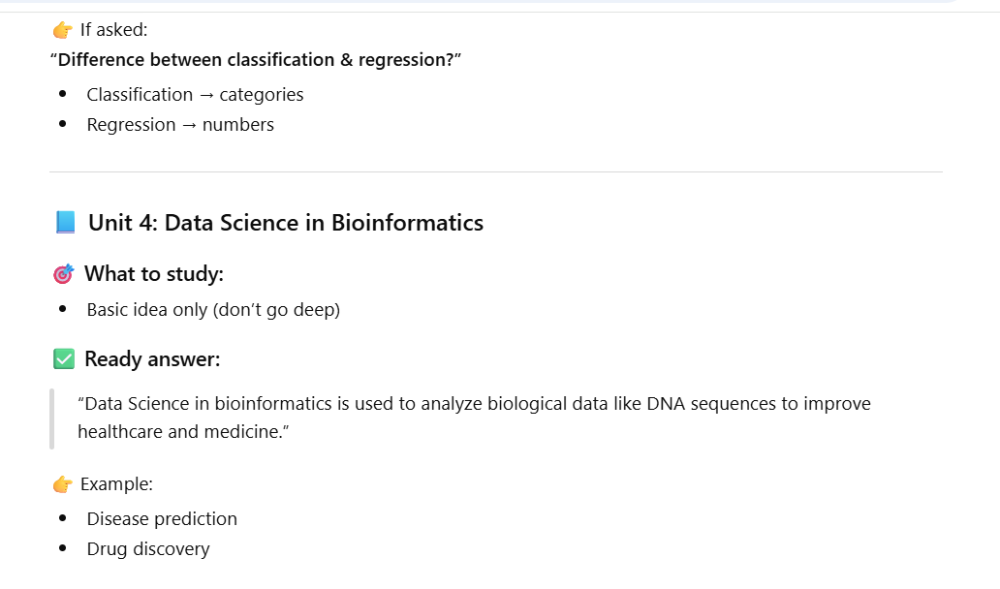 👉 If asked:
“Difference between classification & regression?”
• Classification → categories
• Regression → numbers
📘 Unit 4: Data Science in Bioinformatics
🎯 What to study:
• Basic idea only (don’t go deep)
✅ Ready answer:
“Data Science in bioinformatics is used to analyze biological data like DNA sequences to improve
healthcare and medicine.”
👉 Example:
• Disease prediction
• Drug discovery